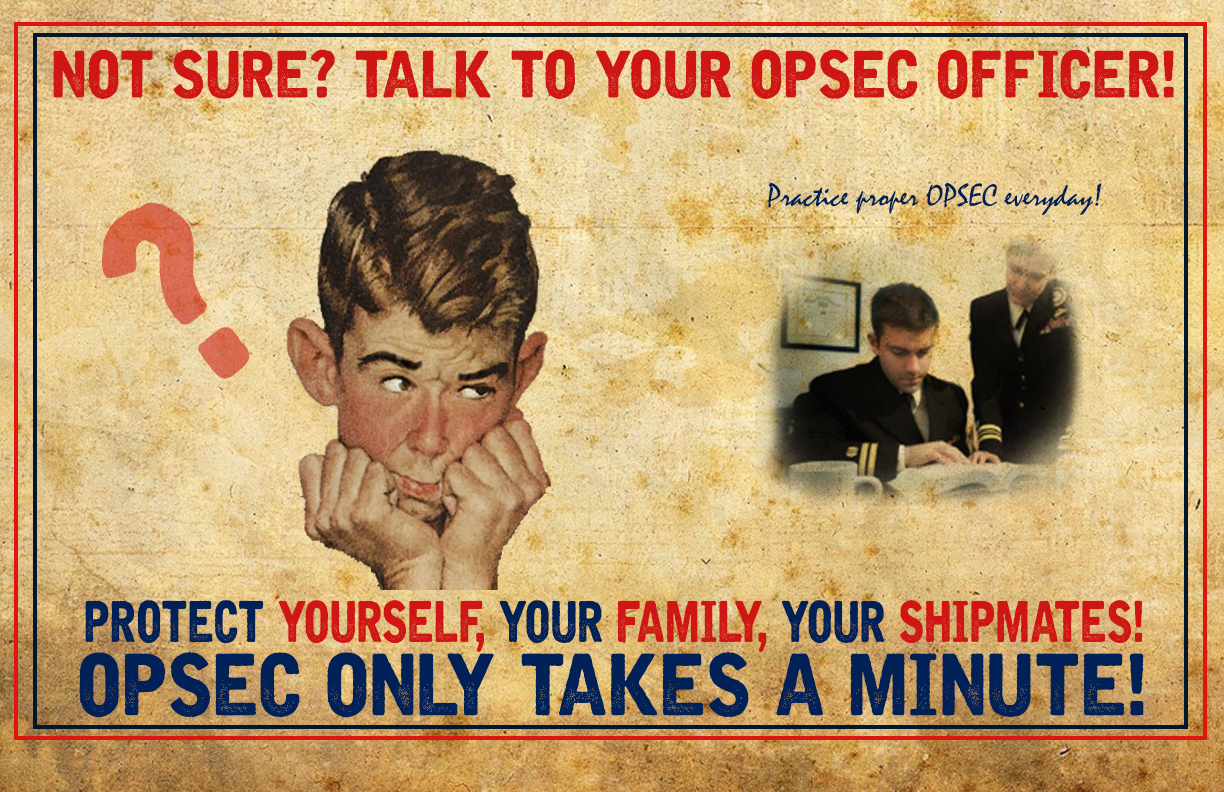 NOT SURE? TALK TO YOUR OPSEC OFFICER!
?
Practice proper OPSEC everyday!
PROTECT YOURSELF, YOUR FAMILY, YOUR SHIPMATES!
OPSEC ONLY TAKES A MINUTE!